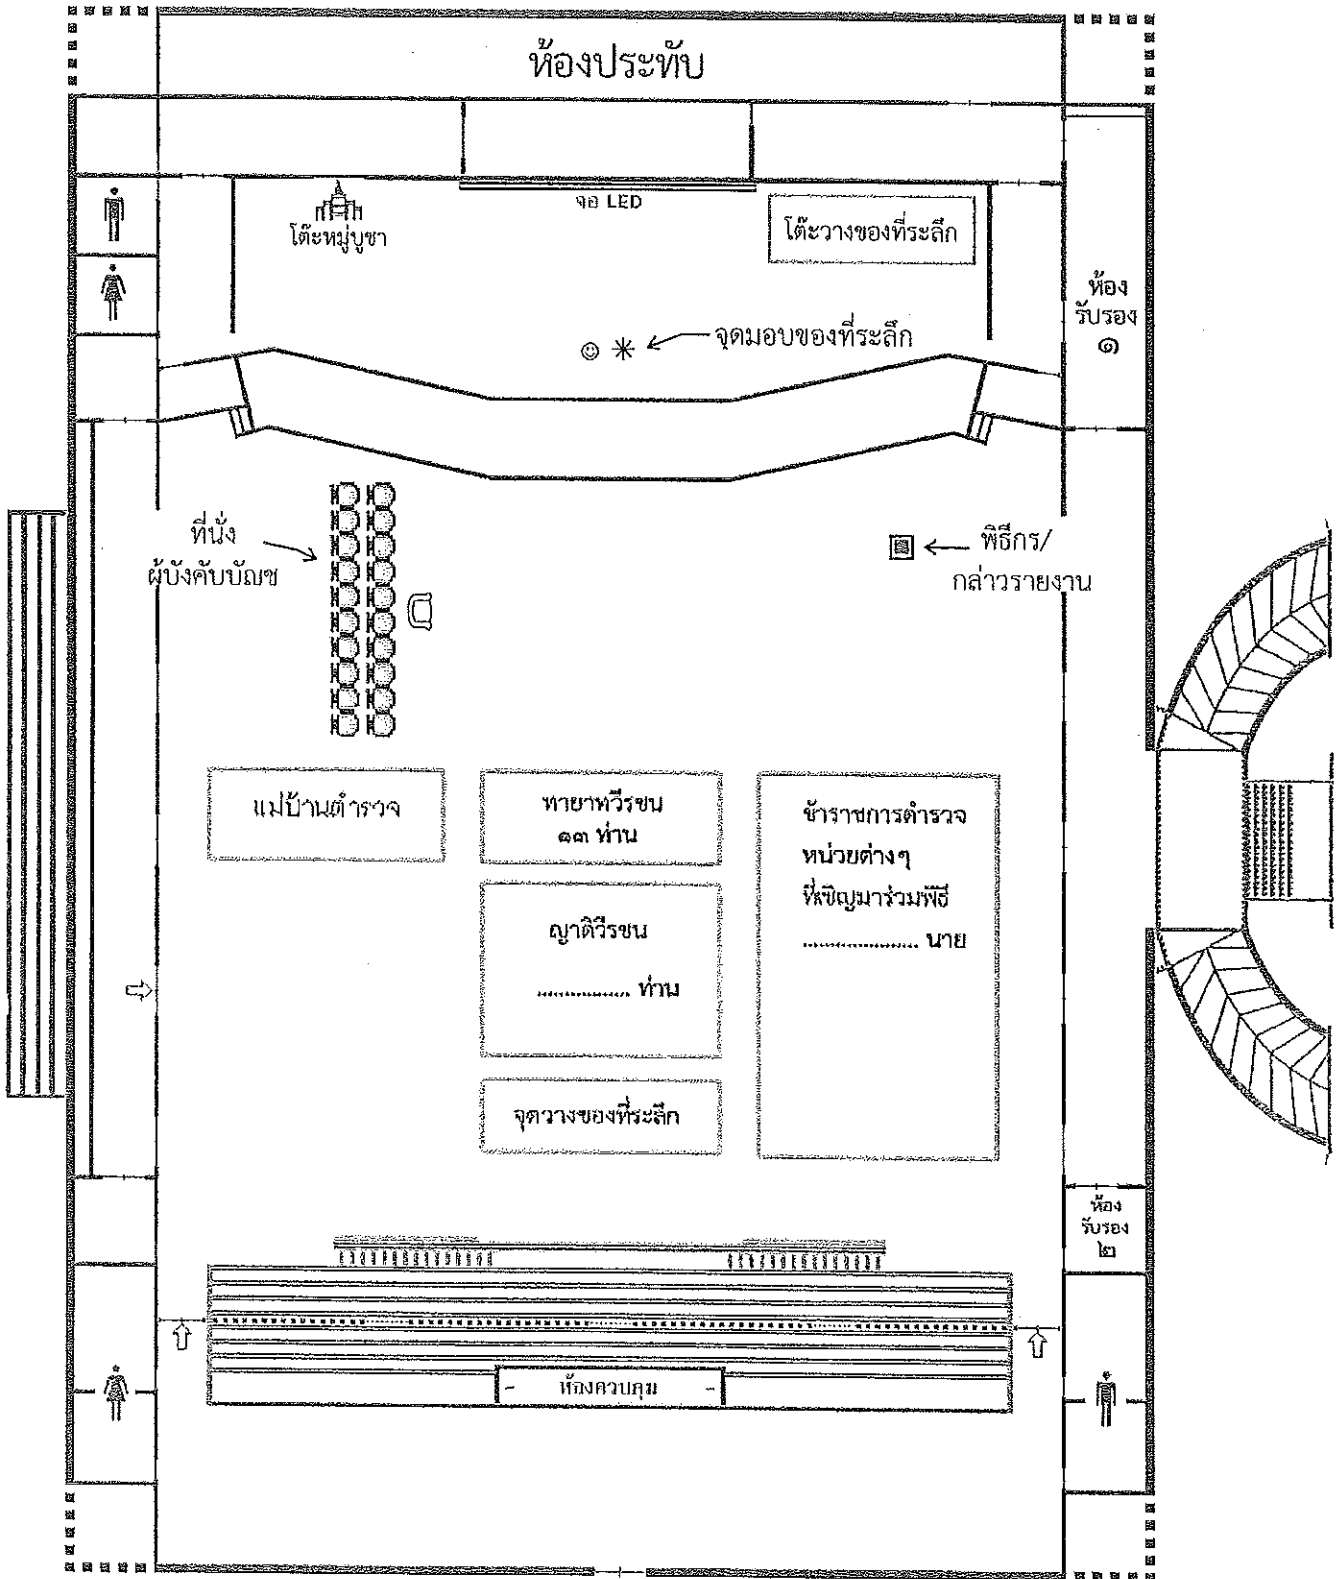 ห้องประทับ
จอ LED
โต๊ะหมู่บูชา
โต๊ะวางของที่ระลึก
ห้อง
รับรอง
๑
จุดมอบของที่ระลึก
ที่นั่ง
ผู้บังคับบัญช
พิธีกร/
กล่าวรายงาน
แม่บ้านตำรวจ
ทายาทวีรชน
๑๓ ท่าน
ข้าราชการตำรวจ
หน่วยต่างๆ
ที่เชิญมาร่วมพิธี
.................... นาย
ญาติวีรชน
................ ท่าน
จุดวางของที่ระลึก
ห้อง
รับรอง
๒
ห้องควบคุม